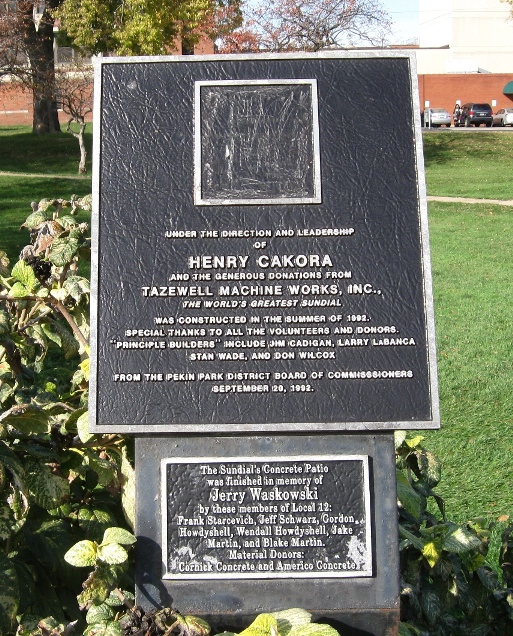 UNDER THE DIRECTION AND LEADERSHIP
OF
HENRY CAKORA
AND THE GENEROUS DONATIONS FROM
TAZEWELL MACHINE WORKS, INC.,
THE WORLD'S GREATEST SUNDIAL
WAS CONSTRUCTED IN THE SUMMER OF 1992.
SPECIAL THANKS TO ALL THE VOLUNTEERS AND DONORS.
"PRINCIPLE BUILDERS" INCLUDE JIM CADIGAN, LARRY LABANCA
STAN WADE, AND DON WILCOX
FROM THE PEKIN PARK DISTRICT BOARD OF COMMISSSIONERS
SEPTEMBER 20, 1992.
The Sundial's Concrete Patio
was finished in memory of
Jerry Waskowski
by these members of Local 12:
Frank Starcevich, Jeff Schwarz, Gordon
Howdyshell, Wendall Howdyshell, Jake
Martin, and Blake Martin.
Material Donors:
Cornick Concrete and Americo Concrete